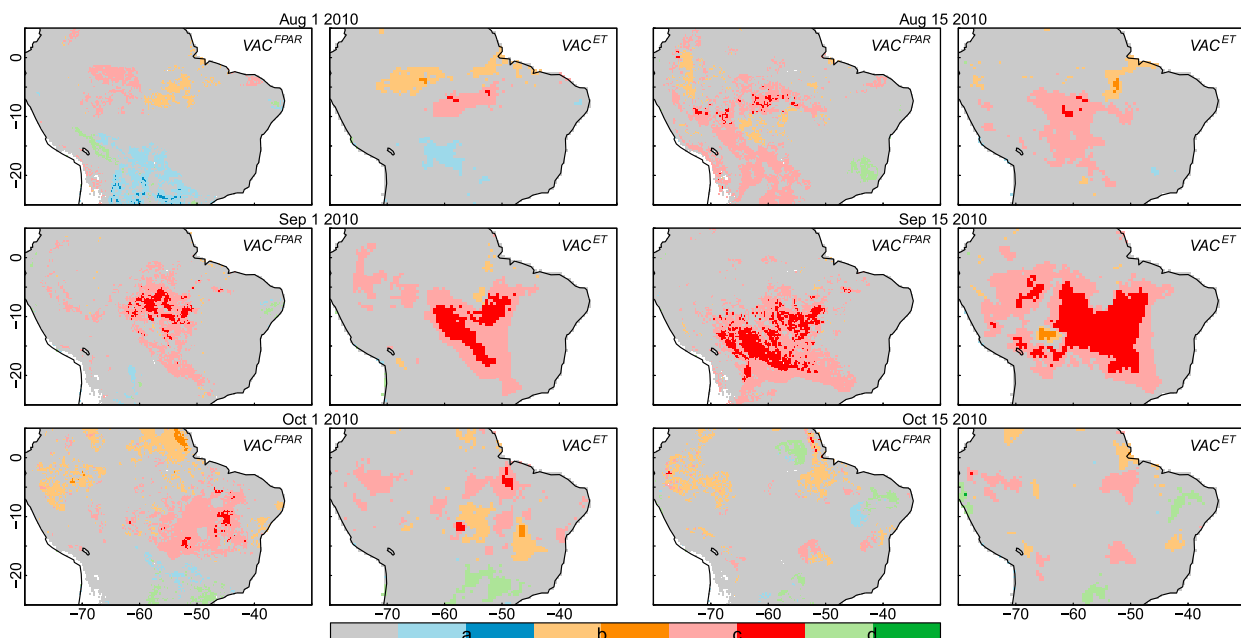 Aug 1 2010 Aug 15 2010
VAC^FPAR VAC^ET VAC^FPAR VAC^ET
0
−10
−20
Sep 1 2010 Sep 15 2010
VAC^FPAR VAC^ET VAC^FPAR VAC^ET
0
−10
−20
Oct 1 2010 Oct 15 2010
VAC^FPAR VAC^ET VAC^FPAR VAC^ET
0
−10
−20
−70 −60 −50 −40 −70 −60 −50 −40 −70 −60 −50 −40 −70 −60 −50 −40
a b c d